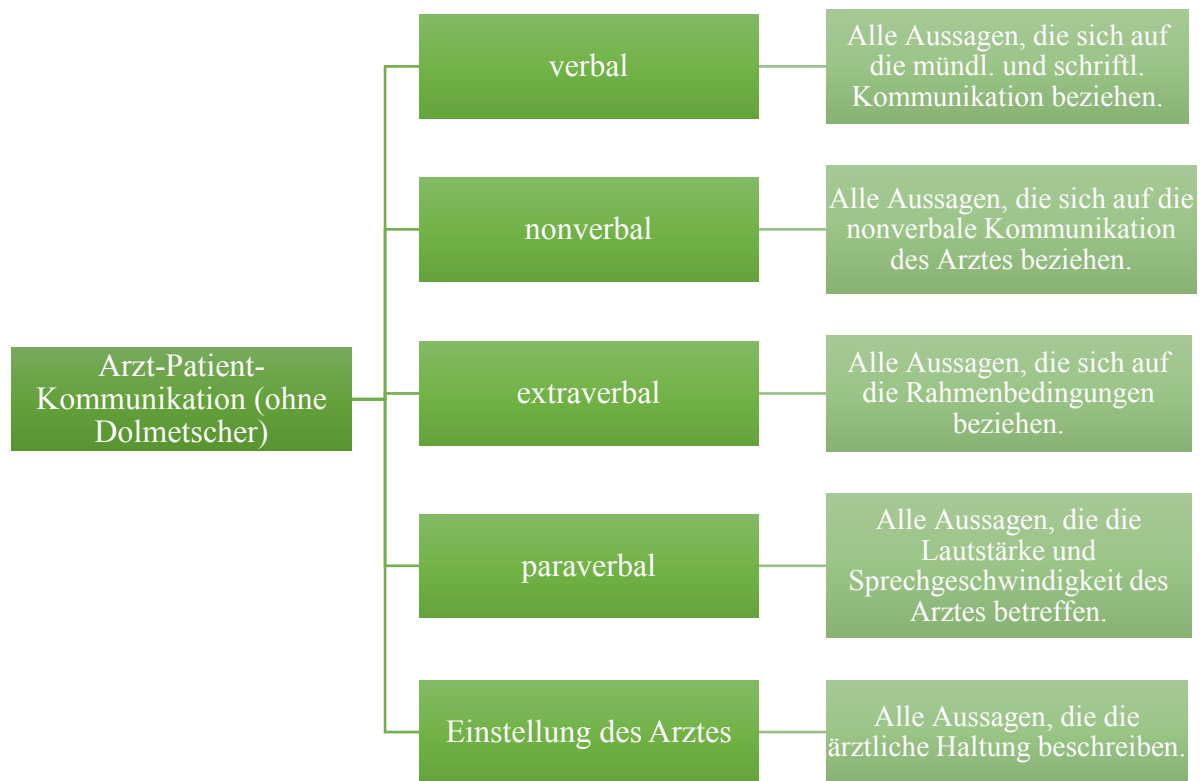 Arzt-Patient-
Kommunikation (ohne
Dolmetscher)
verbal
Alle Aussagen, die sich auf
die mündl. und schriftl.
Kommunikation beziehen.
nonverbal
Alle Aussagen, die sich auf die
nonverbale Kommunikation
des Arztes beziehen.
extraverbal
Alle Aussagen, die sich auf
die Rahmenbedingungen
beziehen.
paraverbal
Alle Aussagen, die die
Lautstärke und
Sprechgeschwindigkeit des
Arztes betreffen.
Einstellung des Arztes
Alle Aussagen, die die
ärztliche Haltung beschreiben.